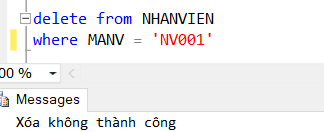 delete from NHANVIEN
where MANV = 'NV001'
00 %
Messages
Xóa không thành công